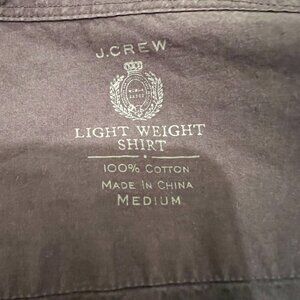 J.CREW
LIGHT WEIGHT
SHIRT
100% COTTON
MADE IN CHINA
MEDIUM